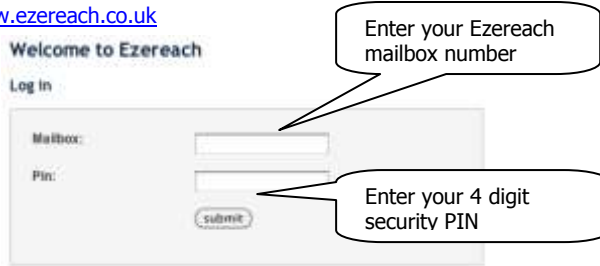 w.ezereach.co.uk
Enter your Ezereach
mailbox number
Welcome to Ezereach
Log in
Mailbox:
Pin:
Enter your 4 digit
security PIN
submit